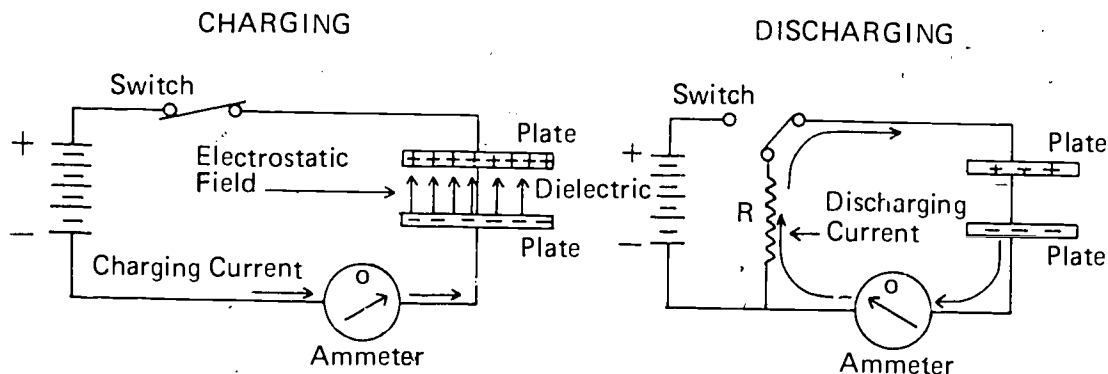 CHARGING
Switch
+
Plate
+ + + + + + + +
Electrostatic
Field
Dielectric
− − − − − − −
Plate
−
Charging Current
O
Ammeter
DISCHARGING
Switch
+
Plate
+ − +
R
Discharging
Current
− − −
Plate
−
−
O
Ammeter